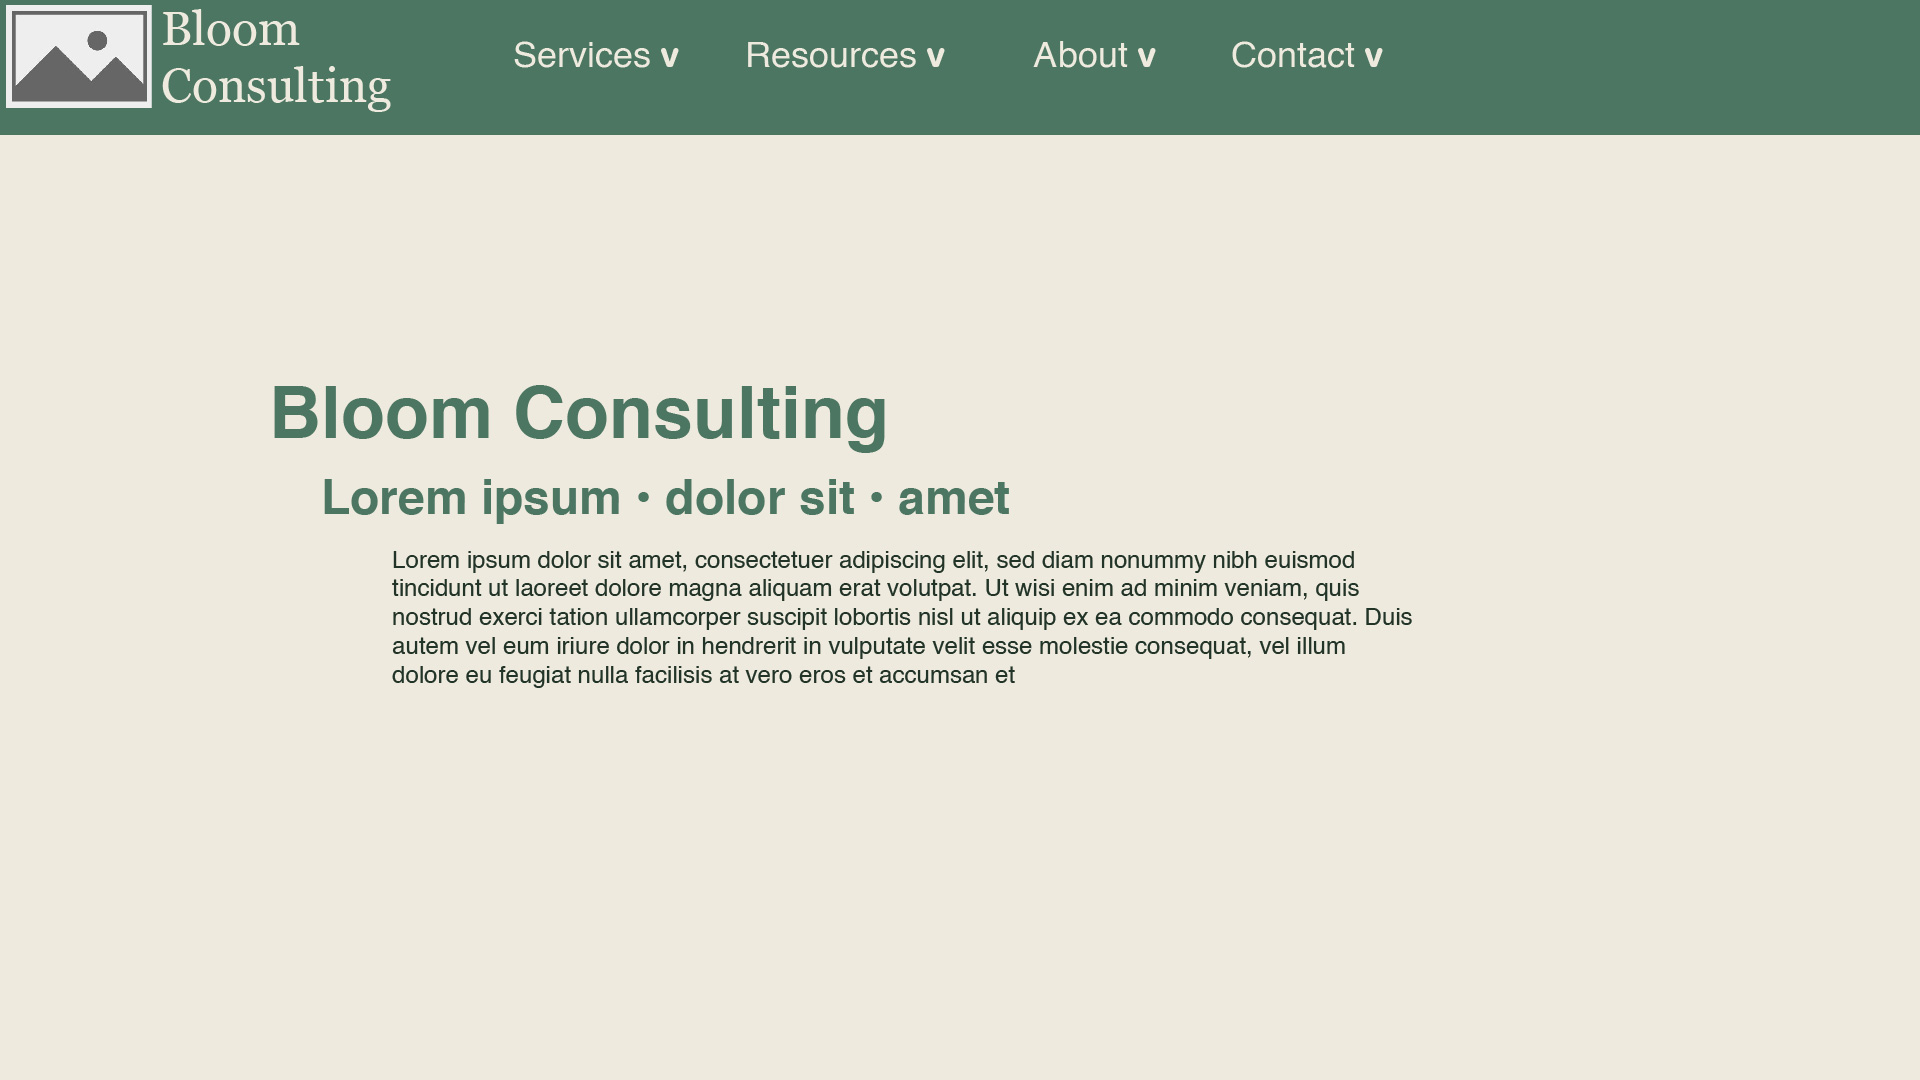 Bloom
Consulting
Services v
Resources v
About v
Contact v
Bloom Consulting
Lorem ipsum • dolor sit • amet
Lorem ipsum dolor sit amet, consectetuer adipiscing elit, sed diam nonummy nibh euismod
tincidunt ut laoreet dolore magna aliquam erat volutpat. Ut wisi enim ad minim veniam, quis
nostrud exerci tation ullamcorper suscipit lobortis nisl ut aliquip ex ea commodo consequat. Duis
autem vel eum iriure dolor in hendrerit in vulputate velit esse molestie consequat, vel illum
dolore eu feugiat nulla facilisis at vero eros et accumsan et